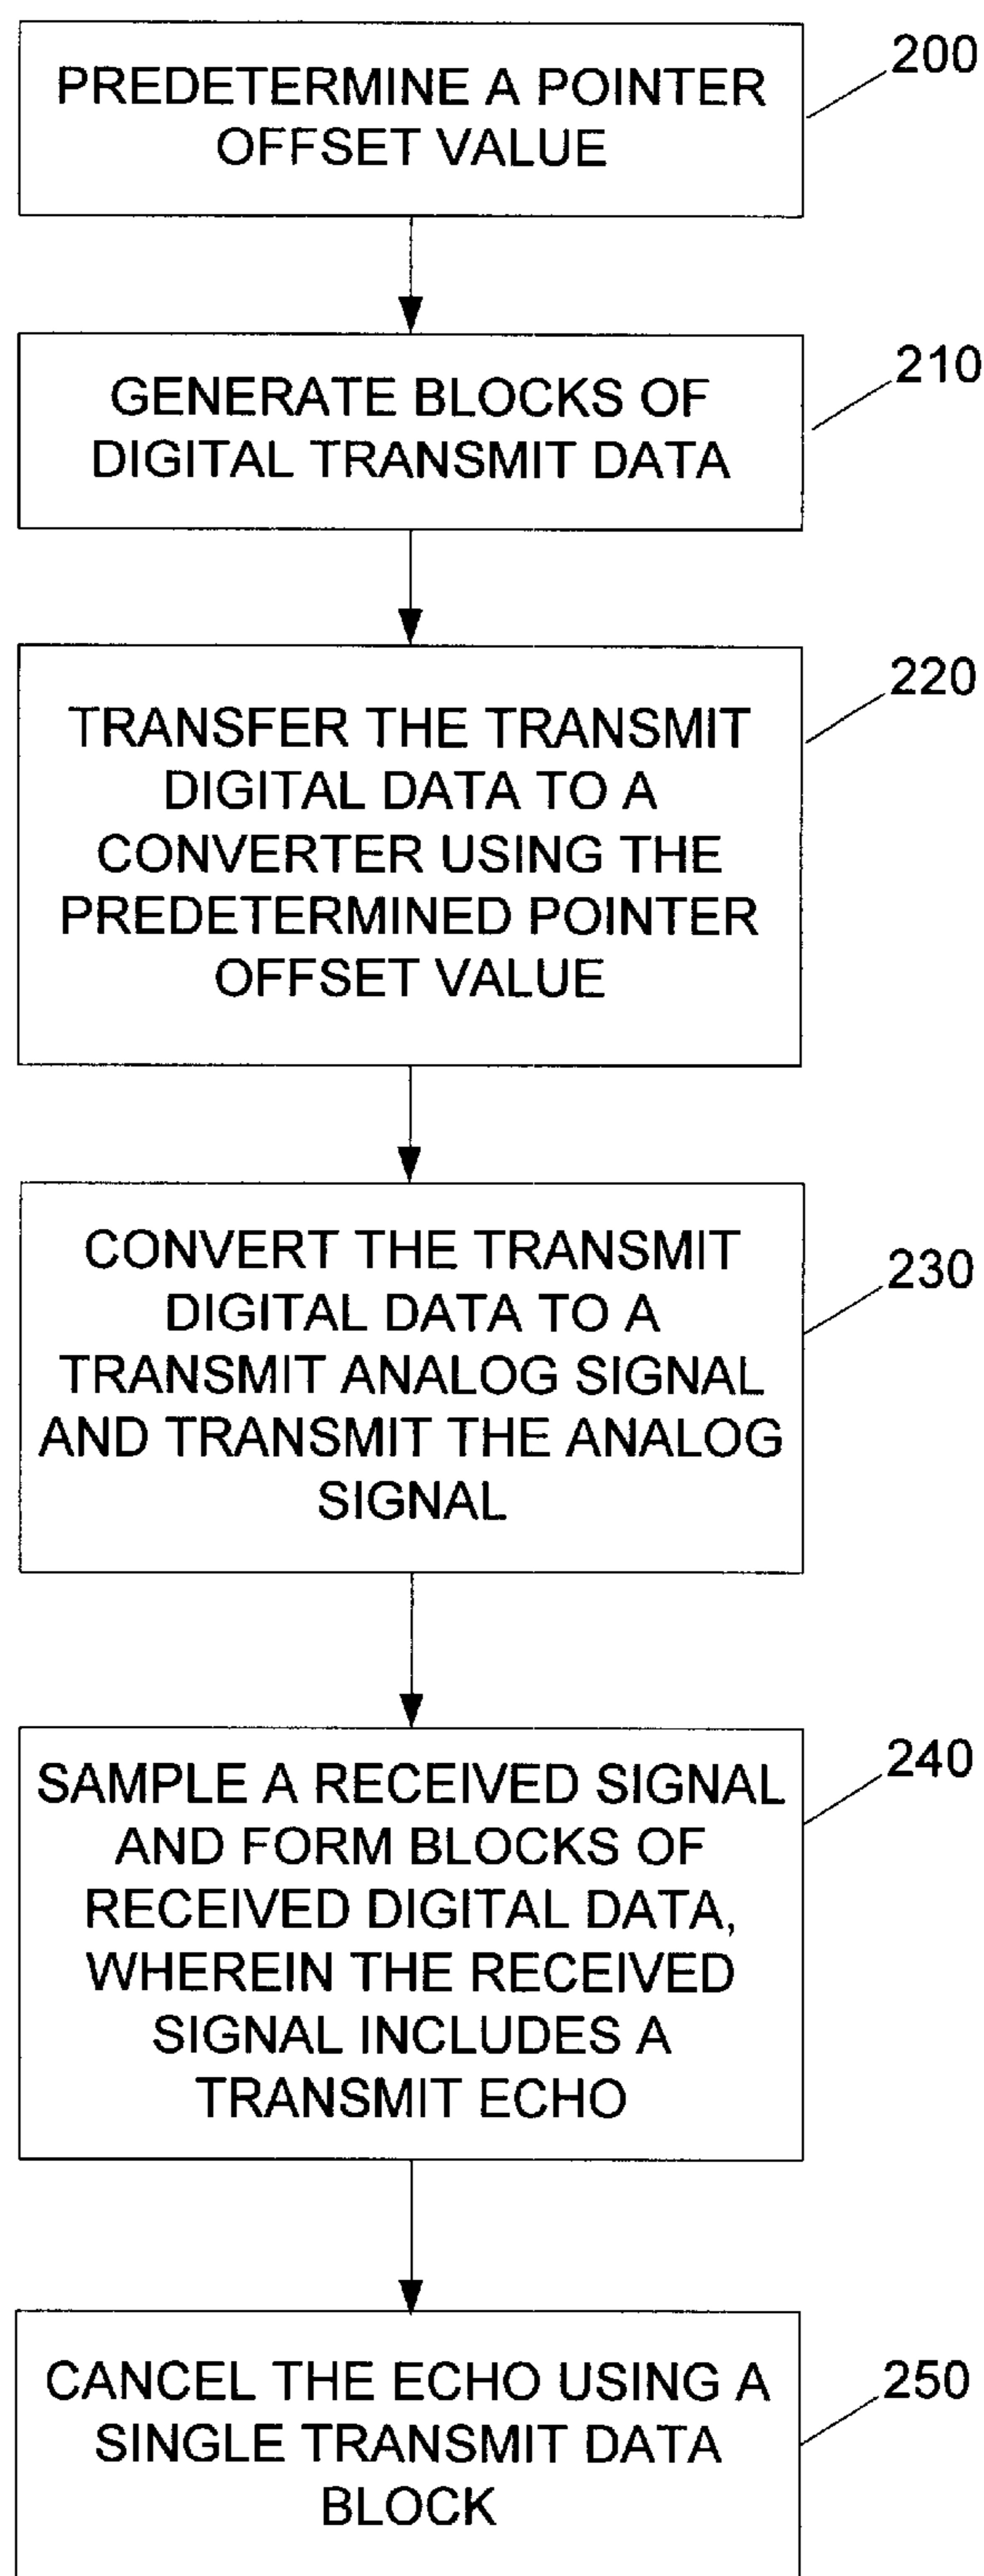 PREDETERMINE A POINTER
OFFSET VALUE
200
GENERATE BLOCKS OF
DIGITAL TRANSMIT DATA
210
TRANSFER THE TRANSMIT
DIGITAL DATA TO A
CONVERTER USING THE
PREDETERMINED POINTER
OFFSET VALUE
220
CONVERT THE TRANSMIT
DIGITAL DATA TO A
TRANSMIT ANALOG SIGNAL
AND TRANSMIT THE ANALOG
SIGNAL
230
SAMPLE A RECEIVED SIGNAL
AND FORM BLOCKS OF
RECEIVED DIGITAL DATA,
WHEREIN THE RECEIVED
SIGNAL INCLUDES A
TRANSMIT ECHO
240
CANCEL THE ECHO USING A
SINGLE TRANSMIT DATA
BLOCK
250